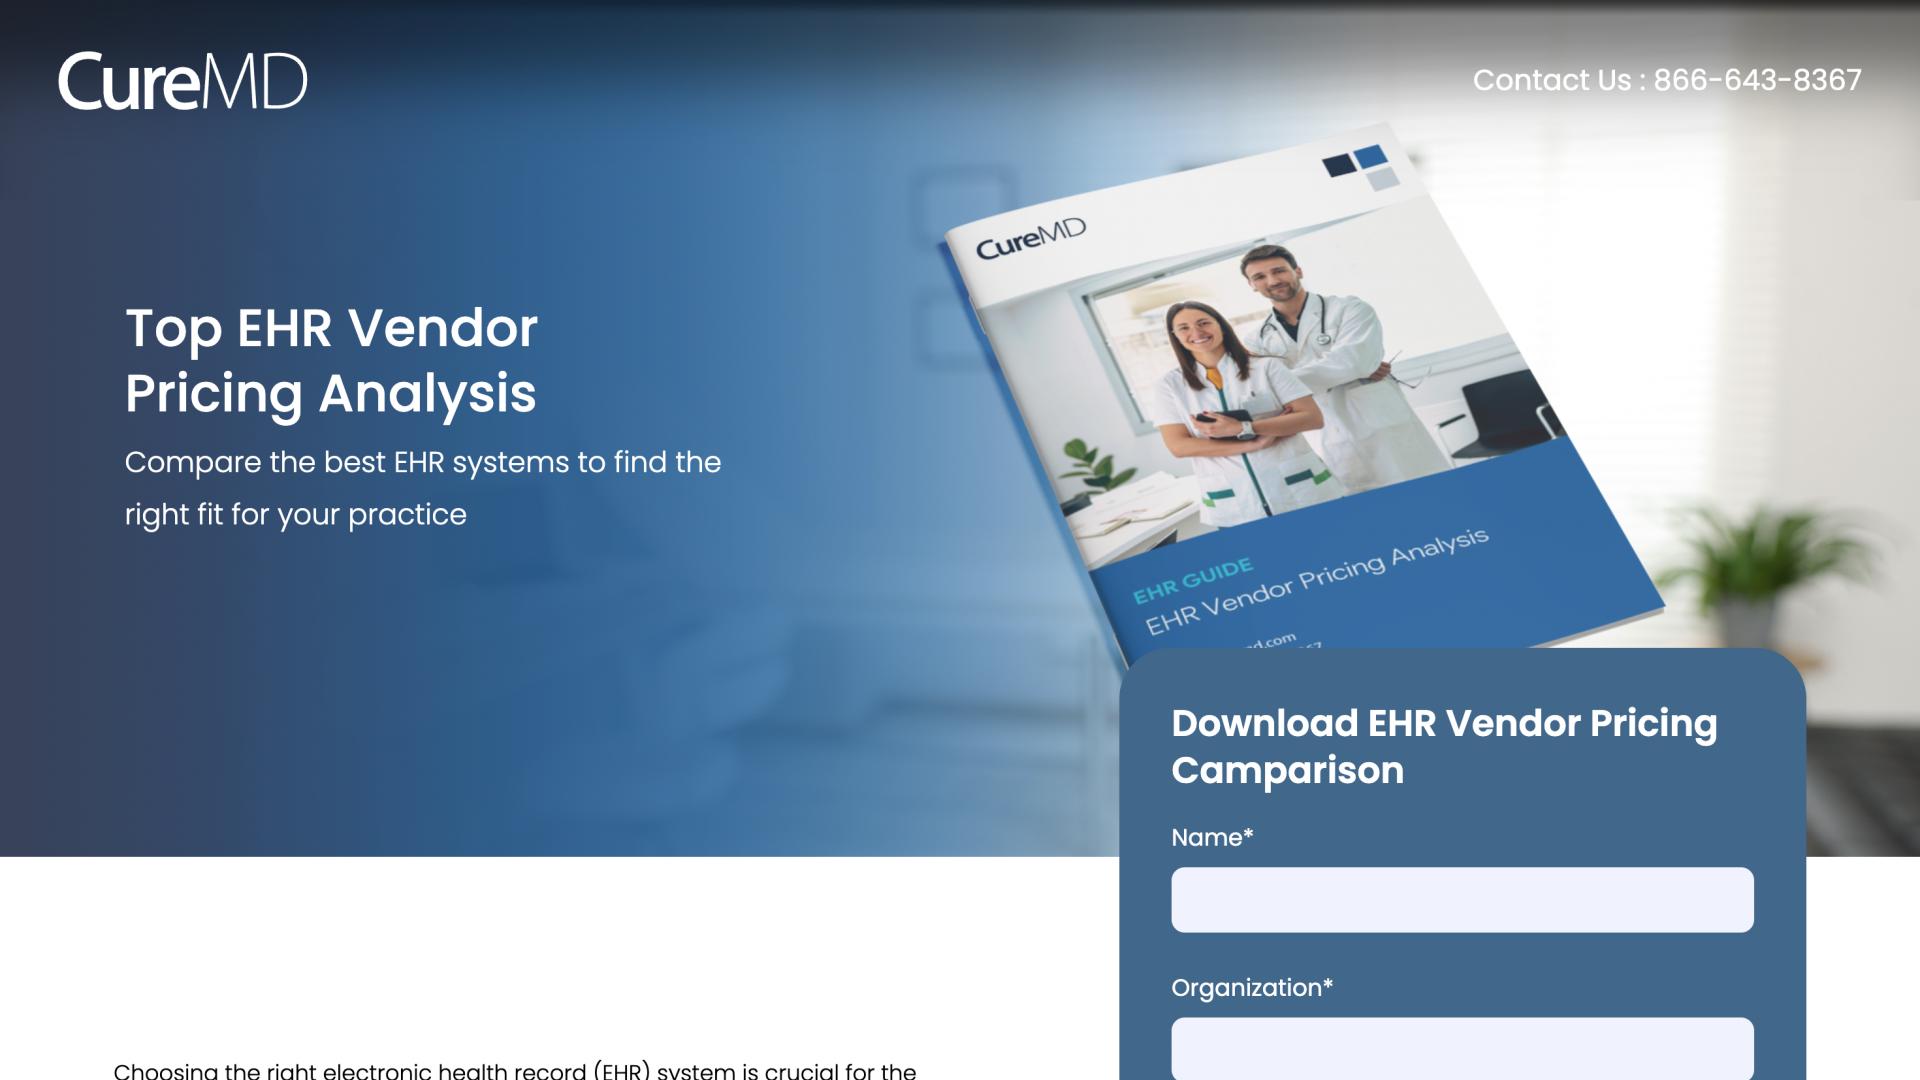 CureMD
Contact Us : 866-643-8367
Top EHR Vendor
Pricing Analysis
Compare the best EHR systems to find the
right fit for your practice
CureMD
EHR GUIDE
EHR Vendor Pricing Analysis
Download EHR Vendor Pricing
Camparison
Name*
Organization*
Choosing the right electronic health record (EHR) system is crucial for the